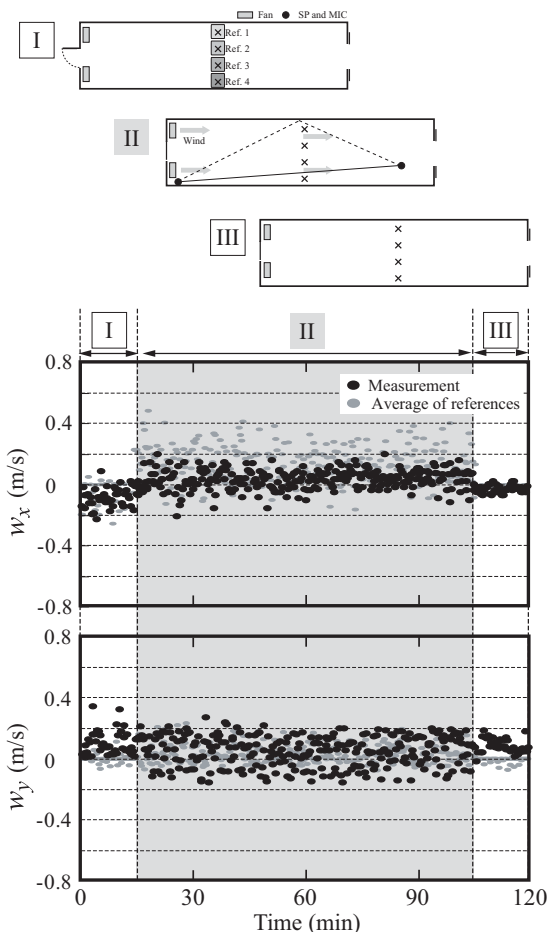 Fan SP and MIC
I
Ref. 1
Ref. 2
Ref. 3
Ref. 4
II
Wind
III
I II III
0.8
0.4
0
-0.4
-0.8
wx (m/s)
Measurement
Average of references
0.8
0.4
0
-0.4
-0.8
wy (m/s)
0 30 60 90 120
Time (min)